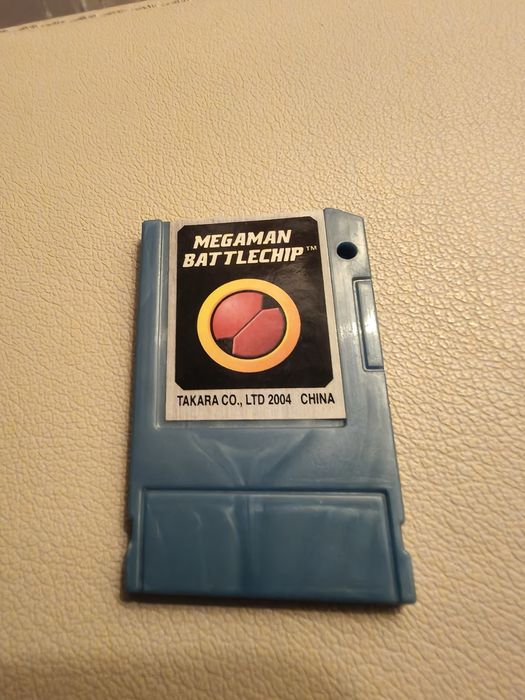 MEGAMAN
BATTLECHIP™
TAKARA CO., LTD 2004 CHINA